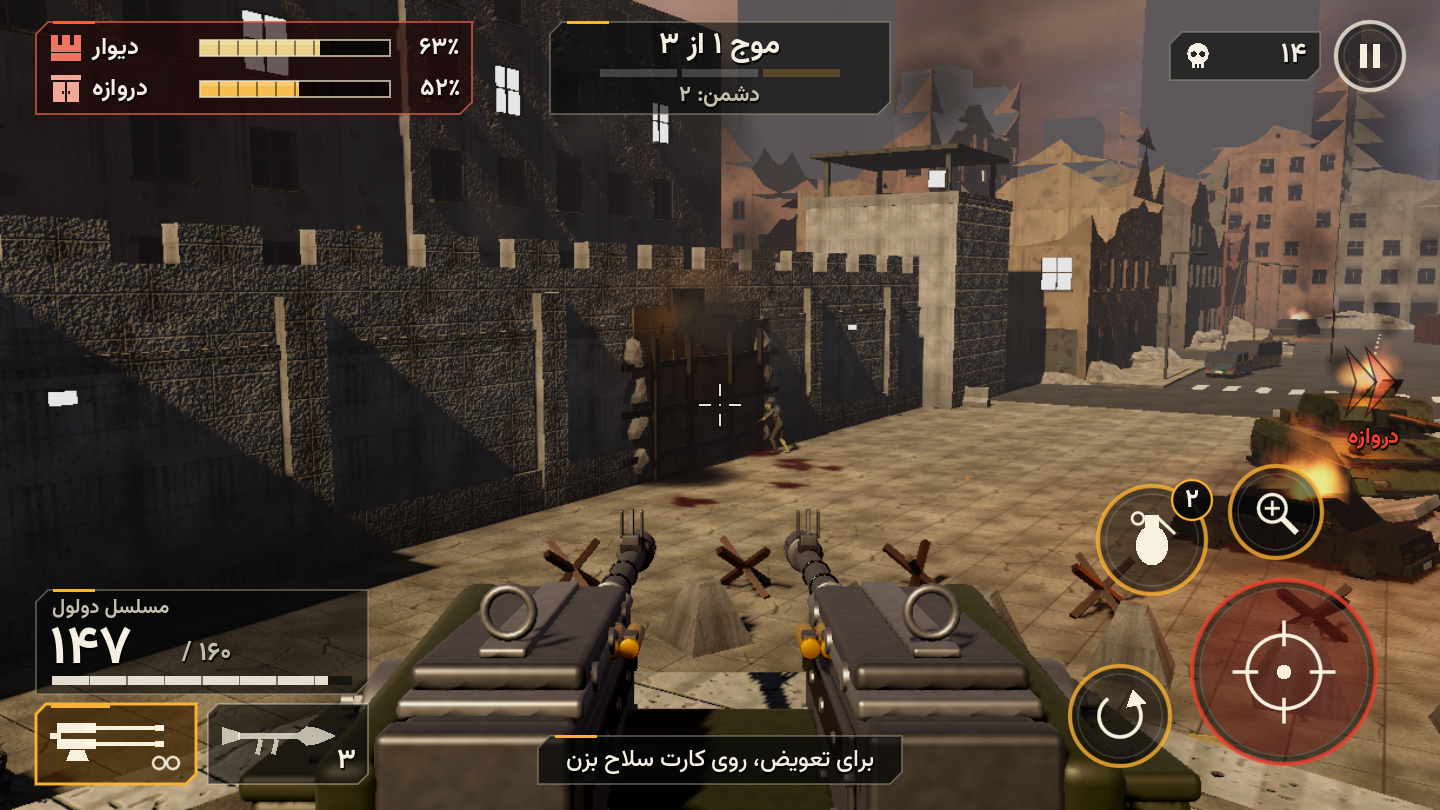 دیوار ۶۳٪
دروازه ۵۲٪
موج ۱ از ۳
دشمن: ۲
۱۴
دروازه
۲
مسلسل دولول
۱۴۷ / ۱۶۰
∞
۳
برای تعویض، روی کارت سلاح بزن